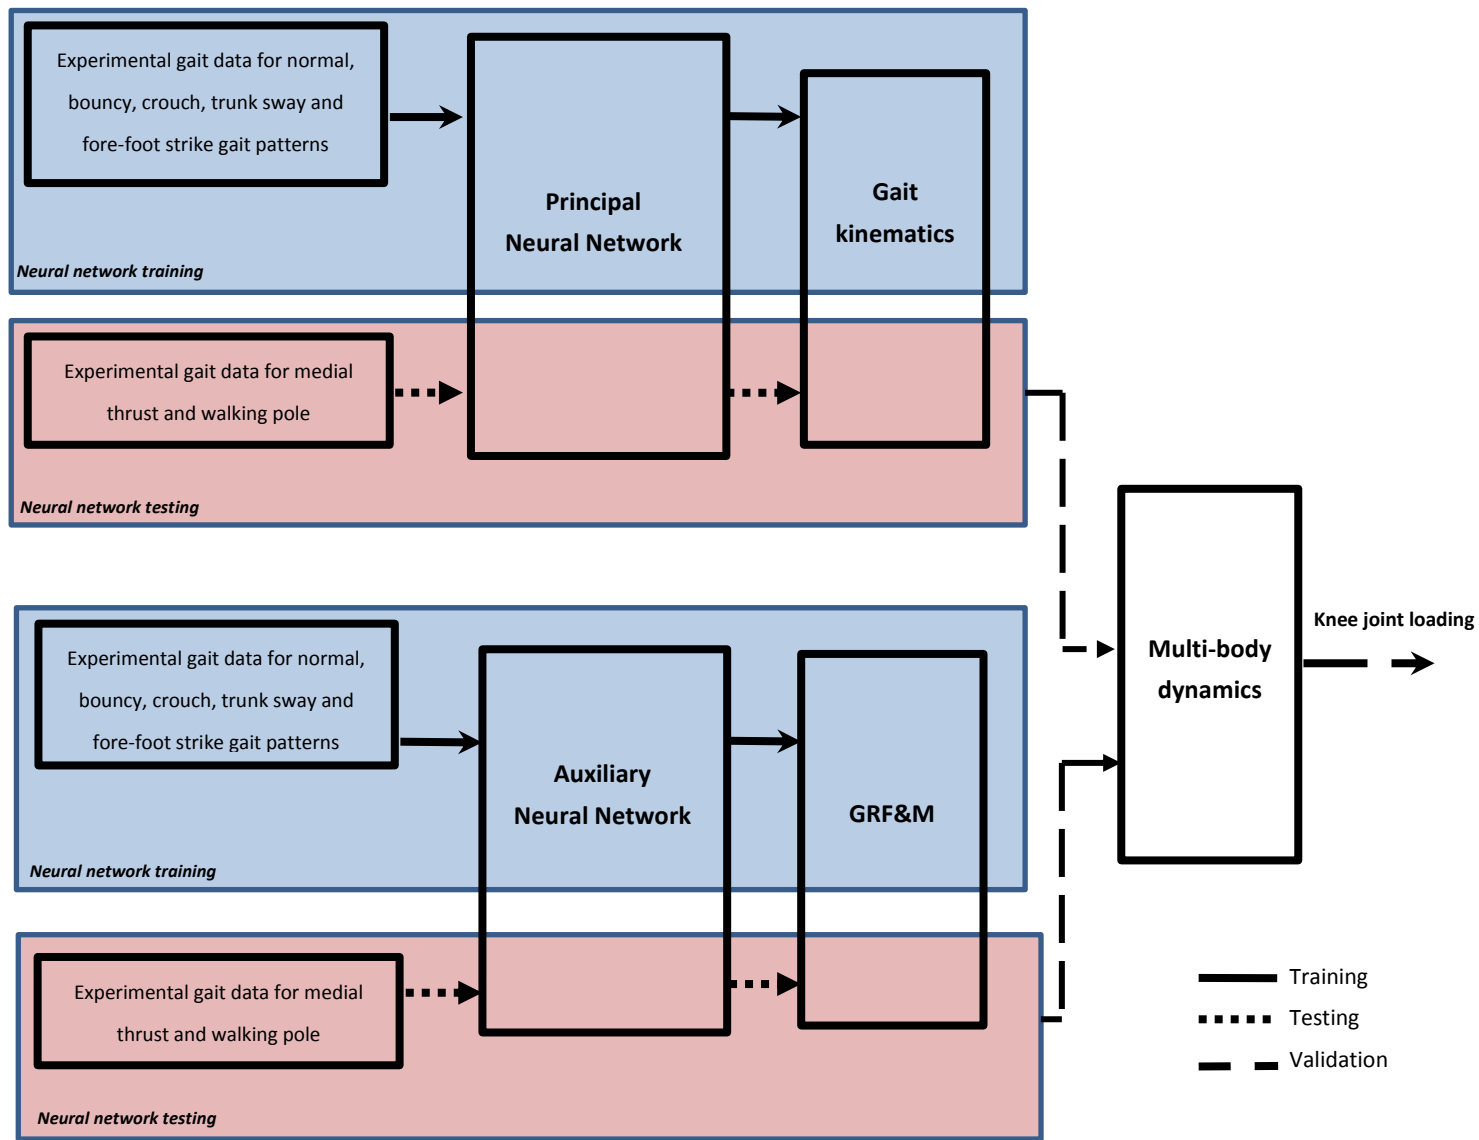 Experimental gait data for normal,
bouncy, crouch, trunk sway and
fore-foot strike gait patterns
Principal
Neural Network
Gait
kinematics
Neural network training
Experimental gait data for medial
thrust and walking pole
Neural network testing
Experimental gait data for normal,
bouncy, crouch, trunk sway and
fore-foot strike gait patterns
Auxiliary
Neural Network
GRF&M
Neural network training
Experimental gait data for medial
thrust and walking pole
Neural network testing
Multi-body
dynamics
Knee joint loading
Training
Testing
Validation